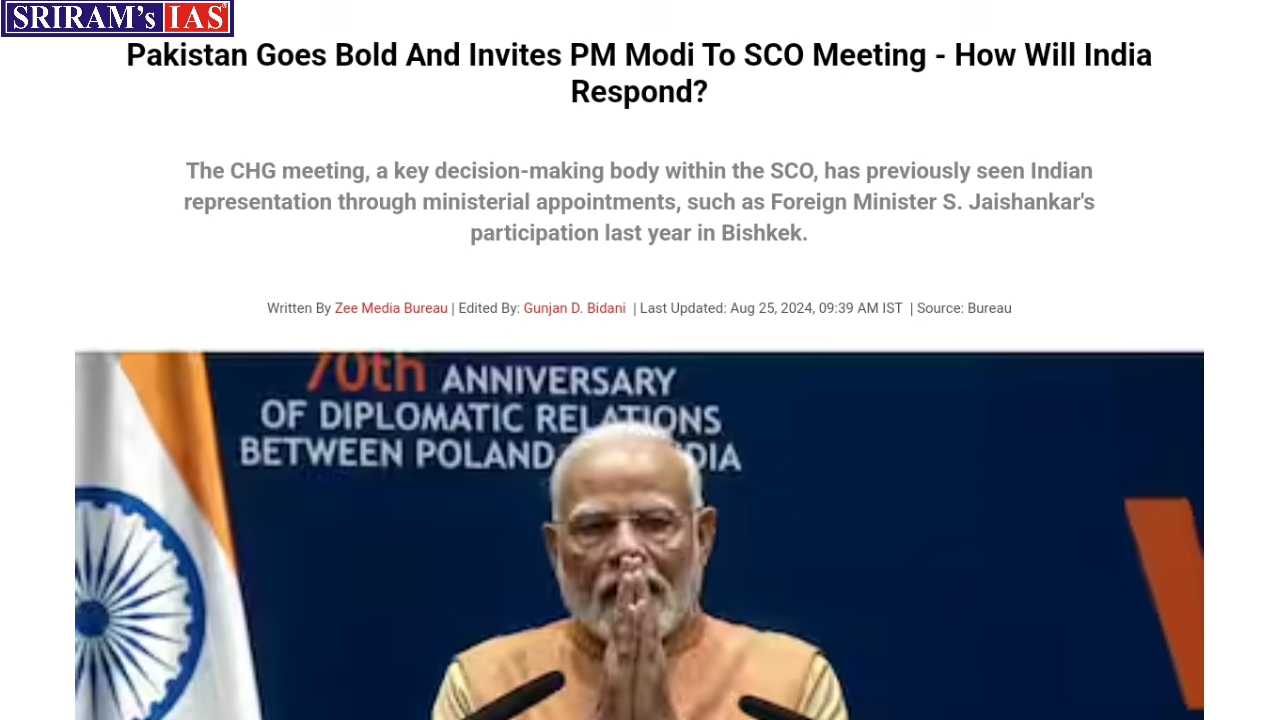 SRIRAM's IAS
Pakistan Goes Bold And Invites PM Modi To SCO Meeting - How Will India
Respond?
The CHG meeting, a key decision-making body within the SCO, has previously seen Indian
representation through ministerial appointments, such as Foreign Minister S. Jaishankar's
participation last year in Bishkek.
Written By Zee Media Bureau | Edited By: Gunjan D. Bidani | Last Updated: Aug 25, 2024, 09:39 AM IST | Source: Bureau
70th ANNIVERSARY
OF DIPLOMATIC RELATIONS
BETWEEN POLAND